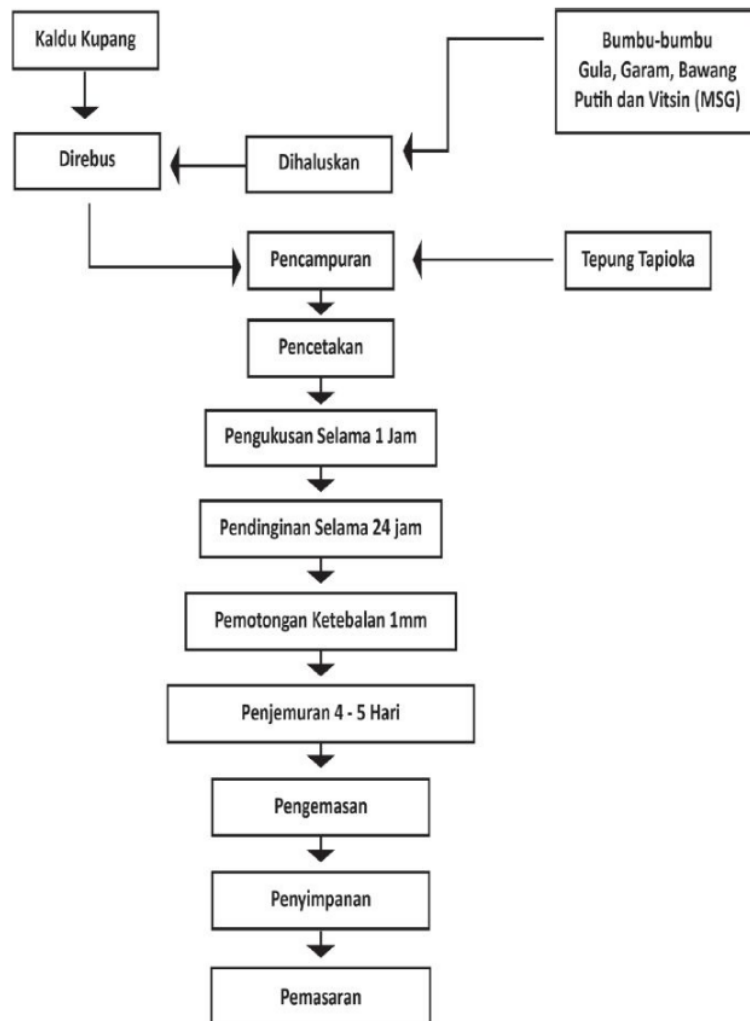 Kaldu Kupang
Bumbu-bumbu
Gula, Garam, Bawang
Putih dan Vitsin (MSG)
Direbus
Dihaluskan
Pencampuran
Tepung Tapioka
Pencetakan
Pengukusan Selama 1 Jam
Pendinginan Selama 24 jam
Pemotongan Ketebalan 1mm
Penjemuran 4 - 5 Hari
Pengemasan
Penyimpanan
Pemasaran